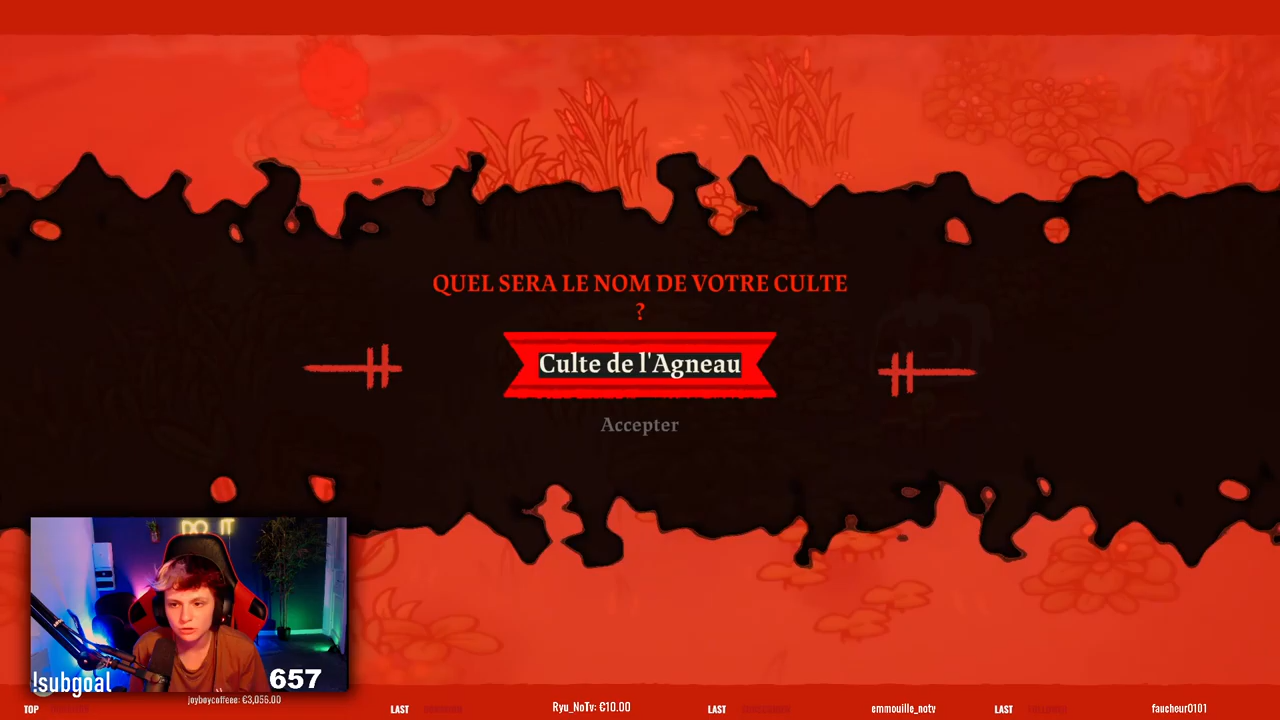 QUEL SERA LE NOM DE VOTRE CULTE
?
Culte de l'Agneau
Accepter
DO IT
!subgoal
657
joyboycoffeee: €3,055.00
TOP
LAST
Ryu_NoTv: €10.00
LAST
emmouille_notv
LAST
faucheur0101